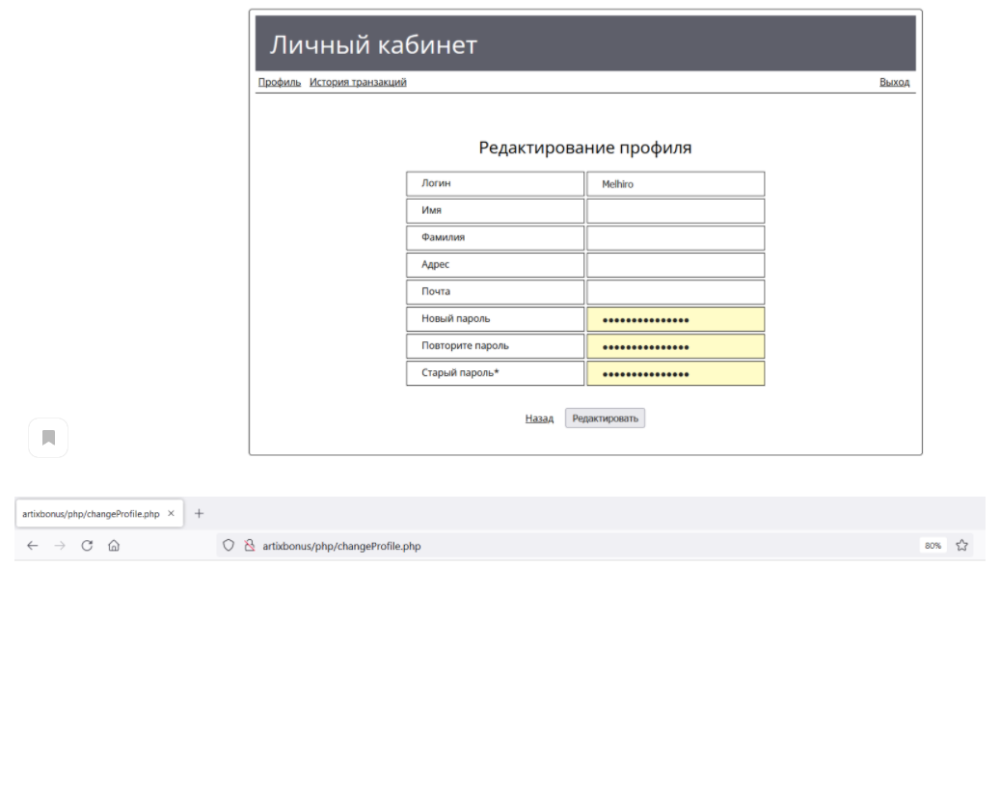 Личный кабинет
Профиль История транзакций Выход
Редактирование профиля
Логин Melhiro
Имя
Фамилия
Адрес
Почта
Новый пароль •••••••••••••••
Повторите пароль •••••••••••••••
Старый пароль* •••••••••••••••
Назад Редактировать
artixbonus/php/changeProfile.php
artixbonus/php/changeProfile.php 80%